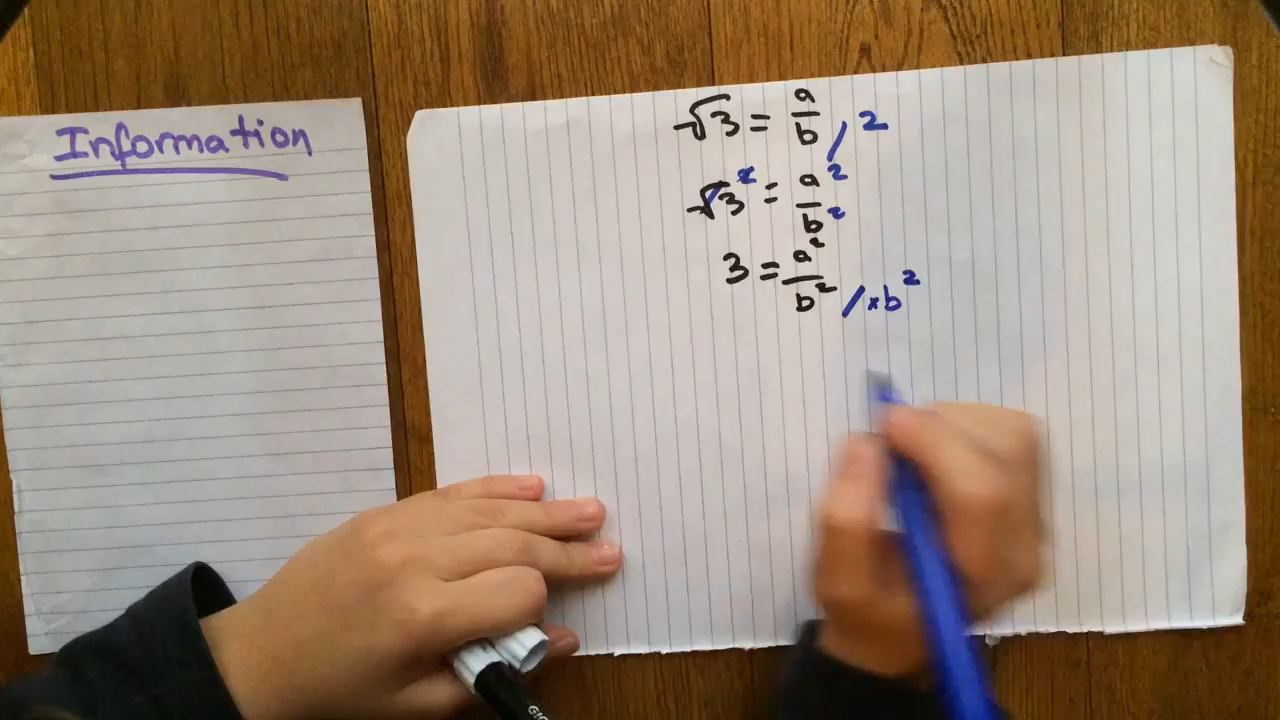 Information
√3 = a/b / 2
√3² = a²/b²
3 = a²/b² / ×b²